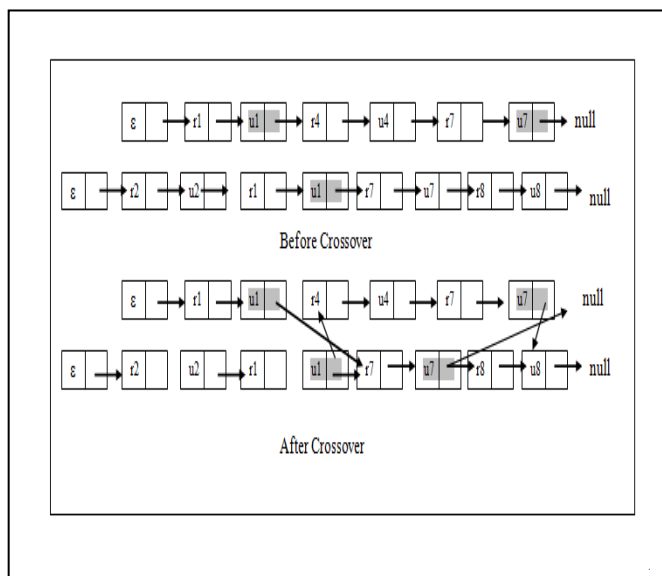 ε r1 u1 r4 u4 r7 u7 null
ε r2 u2 r1 u1 r7 u7 r8 u8 null
Before Crossover
ε r1 u1 r4 u4 r7 u7 null
ε r2 u2 r1 u1 r7 u7 r8 u8 null
After Crossover